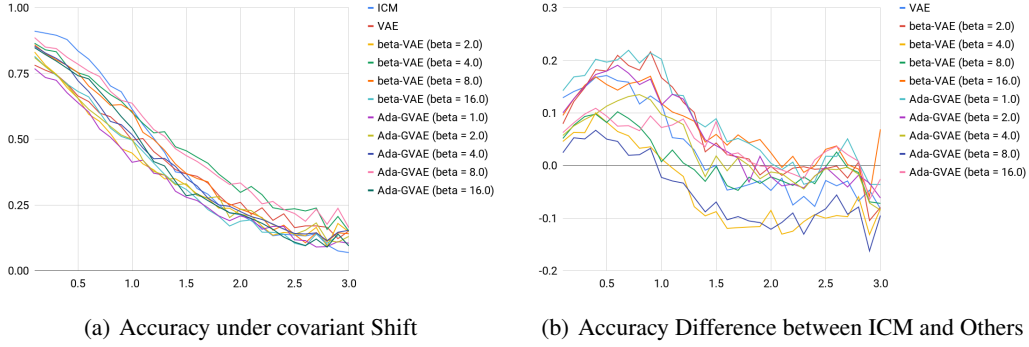 1.00
0.75
0.50
0.25
0.00
0.5
1.0
1.5
2.0
2.5
3.0
ICM
VAE
beta-VAE (beta = 2.0)
beta-VAE (beta = 4.0)
beta-VAE (beta = 8.0)
beta-VAE (beta = 16.0)
Ada-GVAE (beta = 1.0)
Ada-GVAE (beta = 2.0)
Ada-GVAE (beta = 4.0)
Ada-GVAE (beta = 8.0)
Ada-GVAE (beta = 16.0)
(a) Accuracy under covariant Shift
0.3
0.2
0.1
0.0
-0.1
-0.2
0.5
1.0
1.5
2.0
2.5
3.0
VAE
beta-VAE (beta = 2.0)
beta-VAE (beta = 4.0)
beta-VAE (beta = 8.0)
beta-VAE (beta = 16.0)
Ada-GVAE (beta = 1.0)
Ada-GVAE (beta = 2.0)
Ada-GVAE (beta = 4.0)
Ada-GVAE (beta = 8.0)
Ada-GVAE (beta = 16.0)
(b) Accuracy Difference between ICM and Others